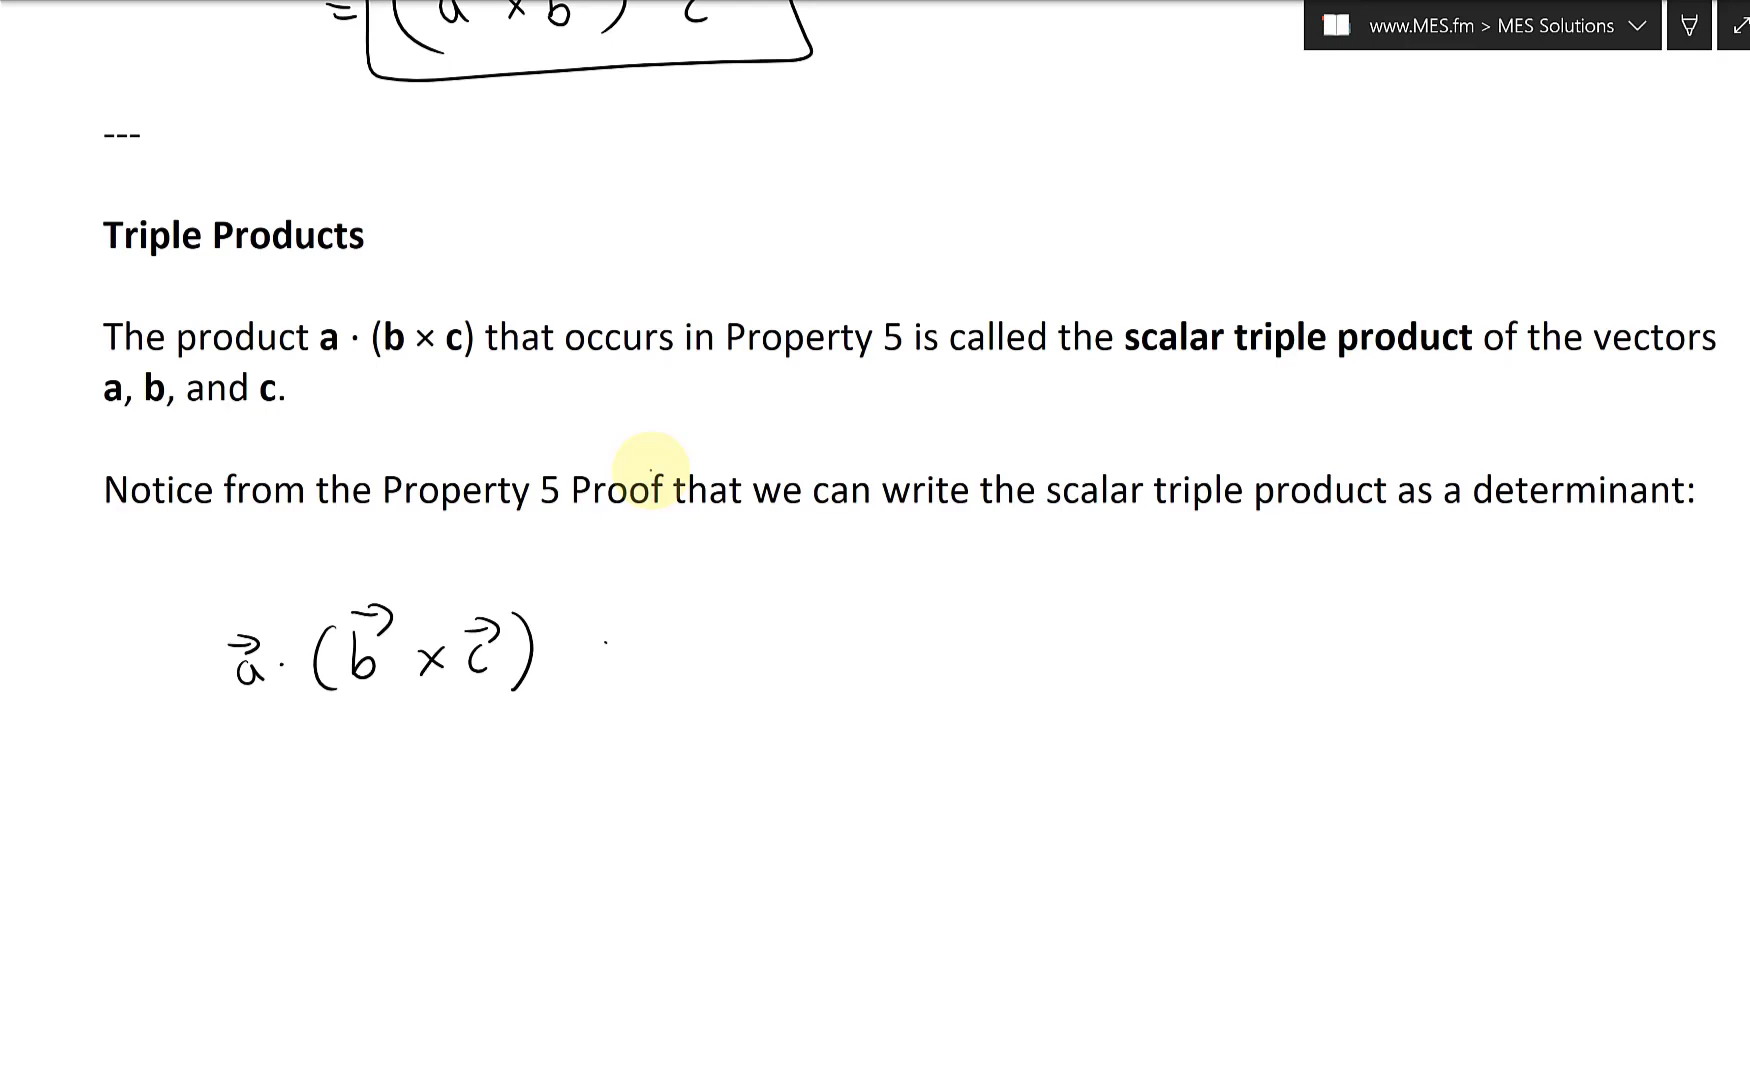 = (a × b) c
www.MES.fm > MES Solutions
---
Triple Products
The product a · (b × c) that occurs in Property 5 is called the scalar triple product of the vectors
a, b, and c.
Notice from the Property 5 Proof that we can write the scalar triple product as a determinant:
a⃗ · (b⃗ × c⃗)